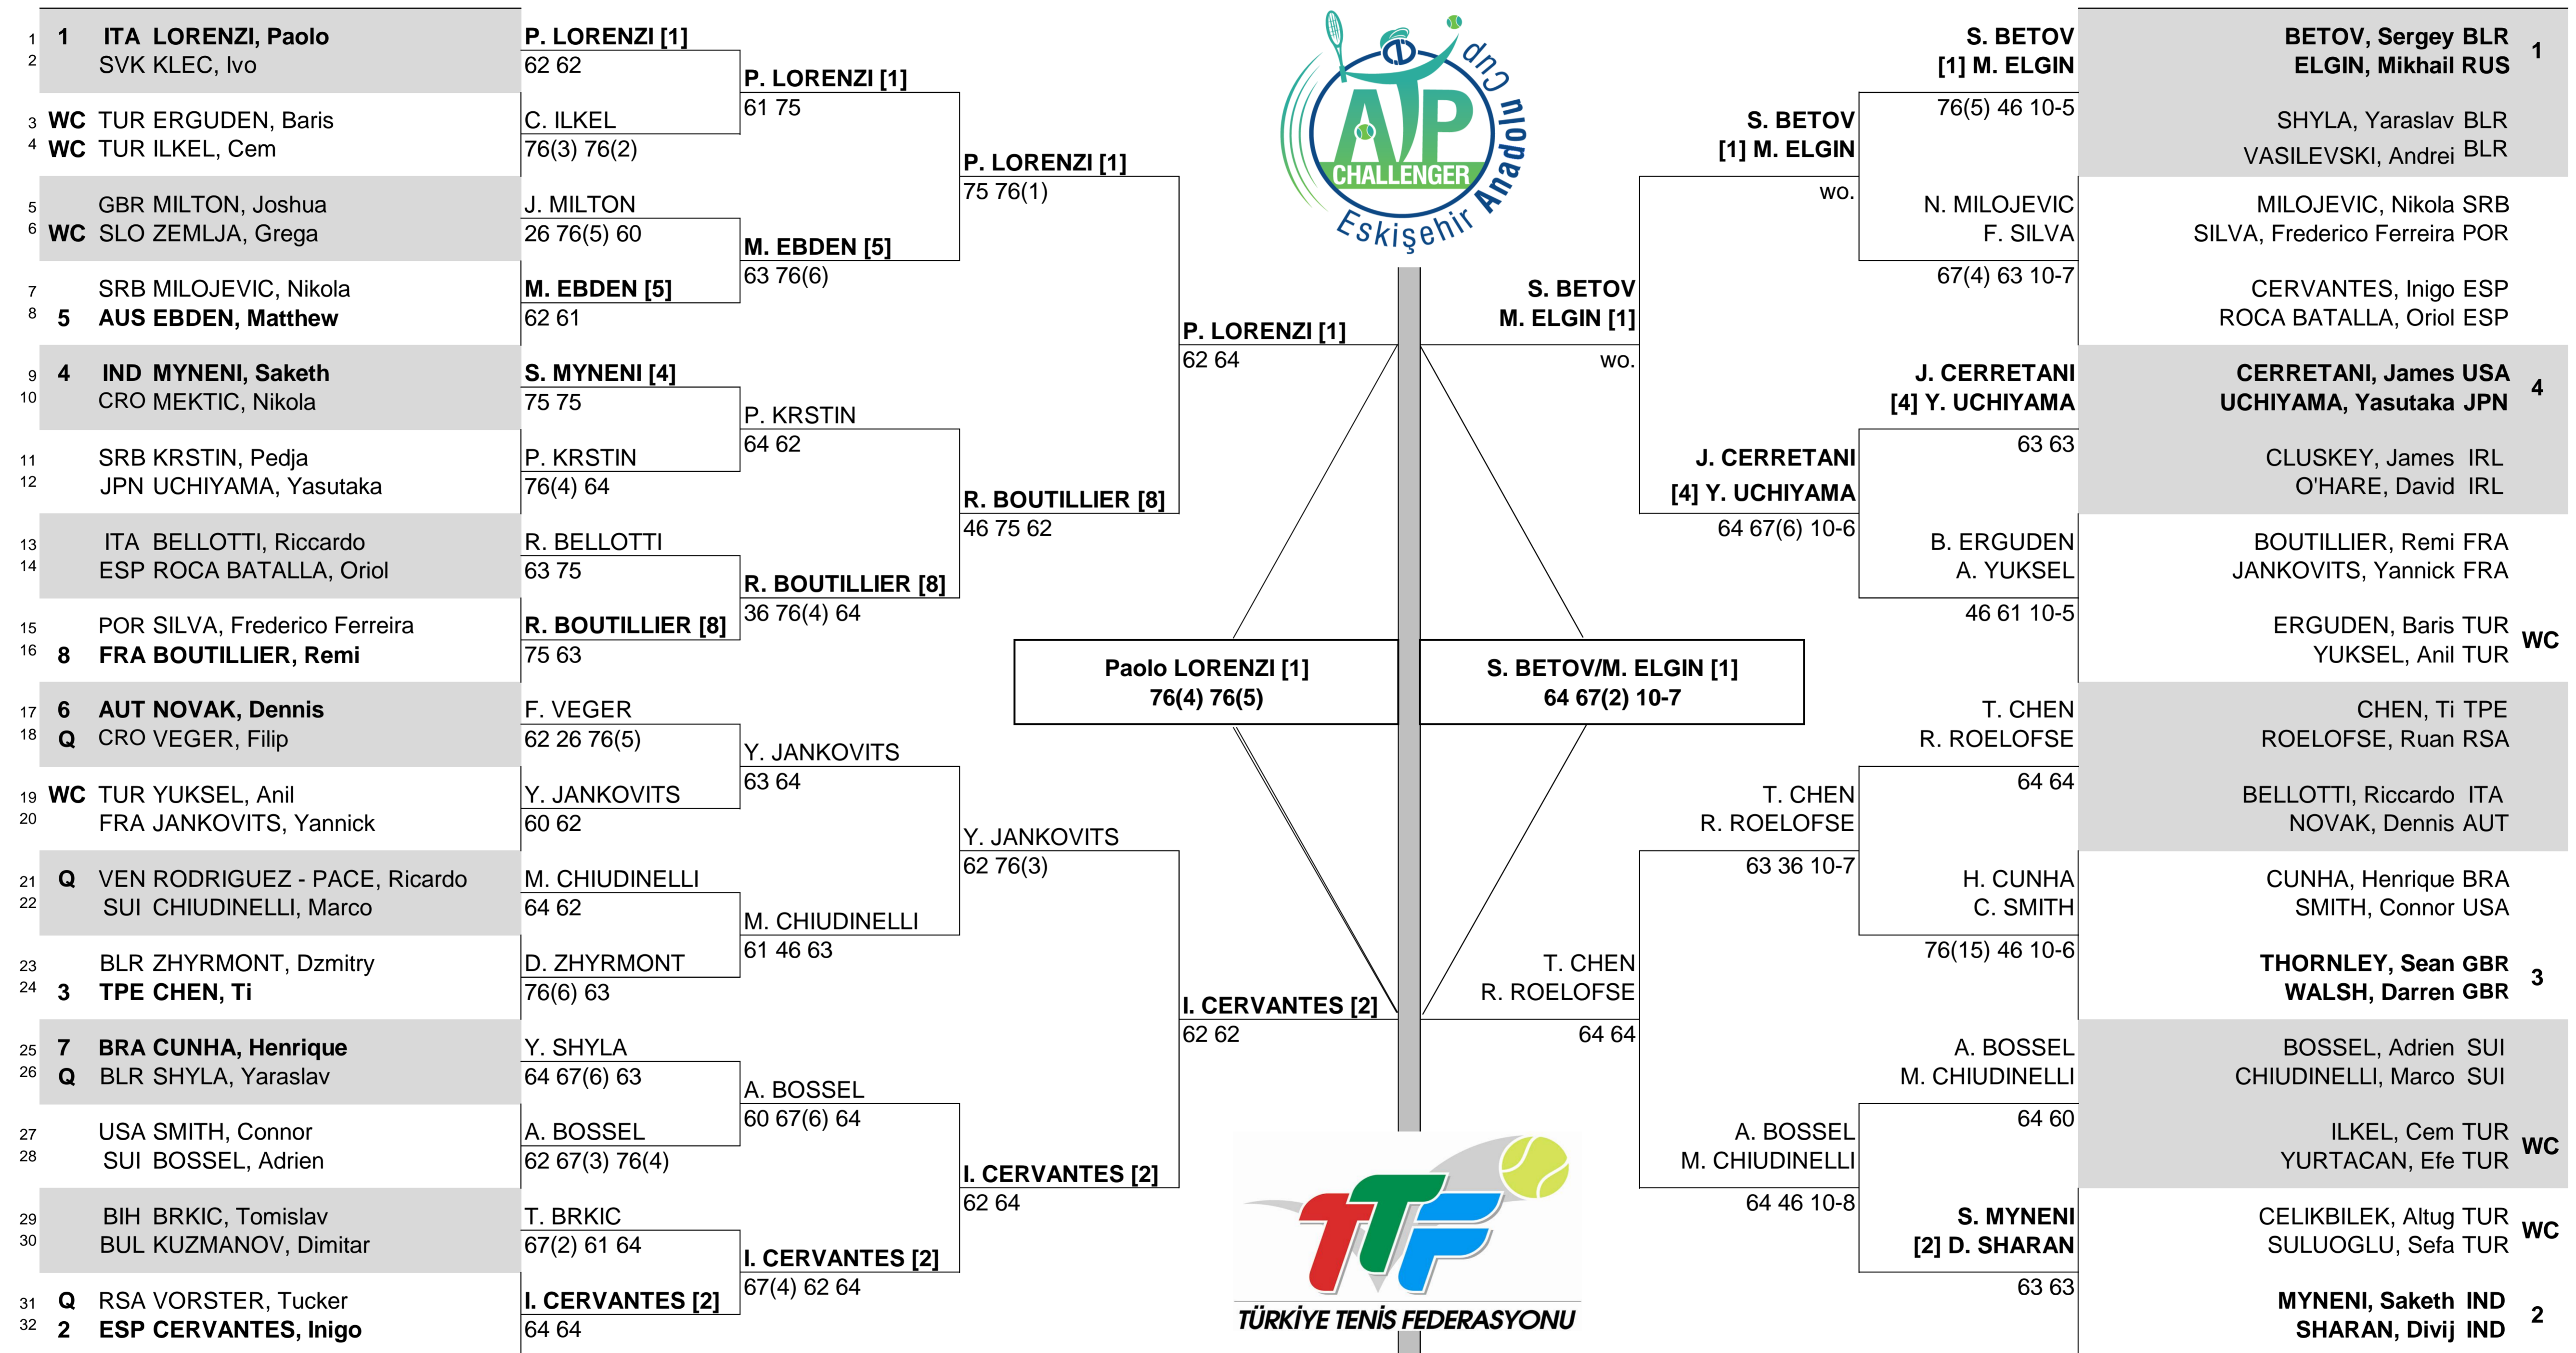 1 1 ITA LORENZI, Paolo
2 SVK KLEC, Ivo
3 WC TUR ERGUDEN, Baris
4 WC TUR ILKEL, Cem
5 GBR MILTON, Joshua
6 WC SLO ZEMLJA, Grega
7 SRB MILOJEVIC, Nikola
8 5 AUS EBDEN, Matthew
9 4 IND MYNENI, Saketh
10 CRO MEKTIC, Nikola
11 SRB KRSTIN, Pedja
12 JPN UCHIYAMA, Yasutaka
13 ITA BELLOTTI, Riccardo
14 ESP ROCA BATALLA, Oriol
15 POR SILVA, Frederico Ferreira
16 8 FRA BOUTILLIER, Remi
17 6 AUT NOVAK, Dennis
18 Q CRO VEGER, Filip
19 WC TUR YUKSEL, Anil
20 FRA JANKOVITS, Yannick
21 Q VEN RODRIGUEZ - PACE, Ricardo
22 SUI CHIUDINELLI, Marco
23 BLR ZHYRMONT, Dzmitry
24 3 TPE CHEN, Ti
25 7 BRA CUNHA, Henrique
26 Q BLR SHYLA, Yaraslav
27 USA SMITH, Connor
28 SUI BOSSEL, Adrien
29 BIH BRKIC, Tomislav
30 BUL KUZMANOV, Dimitar
31 Q RSA VORSTER, Tucker
32 2 ESP CERVANTES, Inigo
P. LORENZI [1]
62 62
C. ILKEL
76(3) 76(2)
J. MILTON
26 76(5) 60
M. EBDEN [5]
62 61
S. MYNENI [4]
75 75
P. KRSTIN
76(4) 64
R. BELLOTTI
63 75
R. BOUTILLIER [8]
75 63
F. VEGER
62 26 76(5)
Y. JANKOVITS
60 62
M. CHIUDINELLI
64 62
D. ZHYRMONT
76(6) 63
Y. SHYLA
64 67(6) 63
A. BOSSEL
62 67(3) 76(4)
T. BRKIC
67(2) 61 64
I. CERVANTES [2]
64 64
P. LORENZI [1]
61 75
M. EBDEN [5]
63 76(6)
P. KRSTIN
64 62
R. BOUTILLIER [8]
36 76(4) 64
Y. JANKOVITS
63 64
M. CHIUDINELLI
61 46 63
A. BOSSEL
60 67(6) 64
I. CERVANTES [2]
67(4) 62 64
P. LORENZI [1]
75 76(1)
R. BOUTILLIER [8]
46 75 62
Y. JANKOVITS
62 76(3)
I. CERVANTES [2]
62 64
P. LORENZI [1]
62 64
I. CERVANTES [2]
62 62
Paolo LORENZI [1]
76(4) 76(5)
ATP
CHALLENGER
Eskişehir Anadolu Cup
S. BETOV/M. ELGIN [1]
64 67(2) 10-7
TTF
TÜRKİYE TENİS FEDERASYONU
S. BETOV
M. ELGIN [1]
wo.
T. CHEN
R. ROELOFSE
64 64
S. BETOV
[1] M. ELGIN
wo.
J. CERRETANI
[4] Y. UCHIYAMA
64 67(6) 10-6
T. CHEN
R. ROELOFSE
63 36 10-7
A. BOSSEL
M. CHIUDINELLI
64 46 10-8
S. BETOV
[1] M. ELGIN
76(5) 46 10-5
N. MILOJEVIC
F. SILVA
67(4) 63 10-7
J. CERRETANI
[4] Y. UCHIYAMA
63 63
B. ERGUDEN
A. YUKSEL
46 61 10-5
T. CHEN
R. ROELOFSE
64 64
H. CUNHA
C. SMITH
76(15) 46 10-6
A. BOSSEL
M. CHIUDINELLI
64 60
S. MYNENI
[2] D. SHARAN
63 63
BETOV, Sergey BLR 1
ELGIN, Mikhail RUS
SHYLA, Yaraslav BLR
VASILEVSKI, Andrei BLR
MILOJEVIC, Nikola SRB
SILVA, Frederico Ferreira POR
CERVANTES, Inigo ESP
ROCA BATALLA, Oriol ESP
CERRETANI, James USA 4
UCHIYAMA, Yasutaka JPN
CLUSKEY, James IRL
O'HARE, David IRL
BOUTILLIER, Remi FRA
JANKOVITS, Yannick FRA
ERGUDEN, Baris TUR WC
YUKSEL, Anil TUR
CHEN, Ti TPE
ROELOFSE, Ruan RSA
BELLOTTI, Riccardo ITA
NOVAK, Dennis AUT
CUNHA, Henrique BRA
SMITH, Connor USA
THORNLEY, Sean GBR 3
WALSH, Darren GBR
BOSSEL, Adrien SUI
CHIUDINELLI, Marco SUI
ILKEL, Cem TUR WC
YURTACAN, Efe TUR
CELIKBILEK, Altug TUR WC
SULUOGLU, Sefa TUR
MYNENI, Saketh IND 2
SHARAN, Divij IND